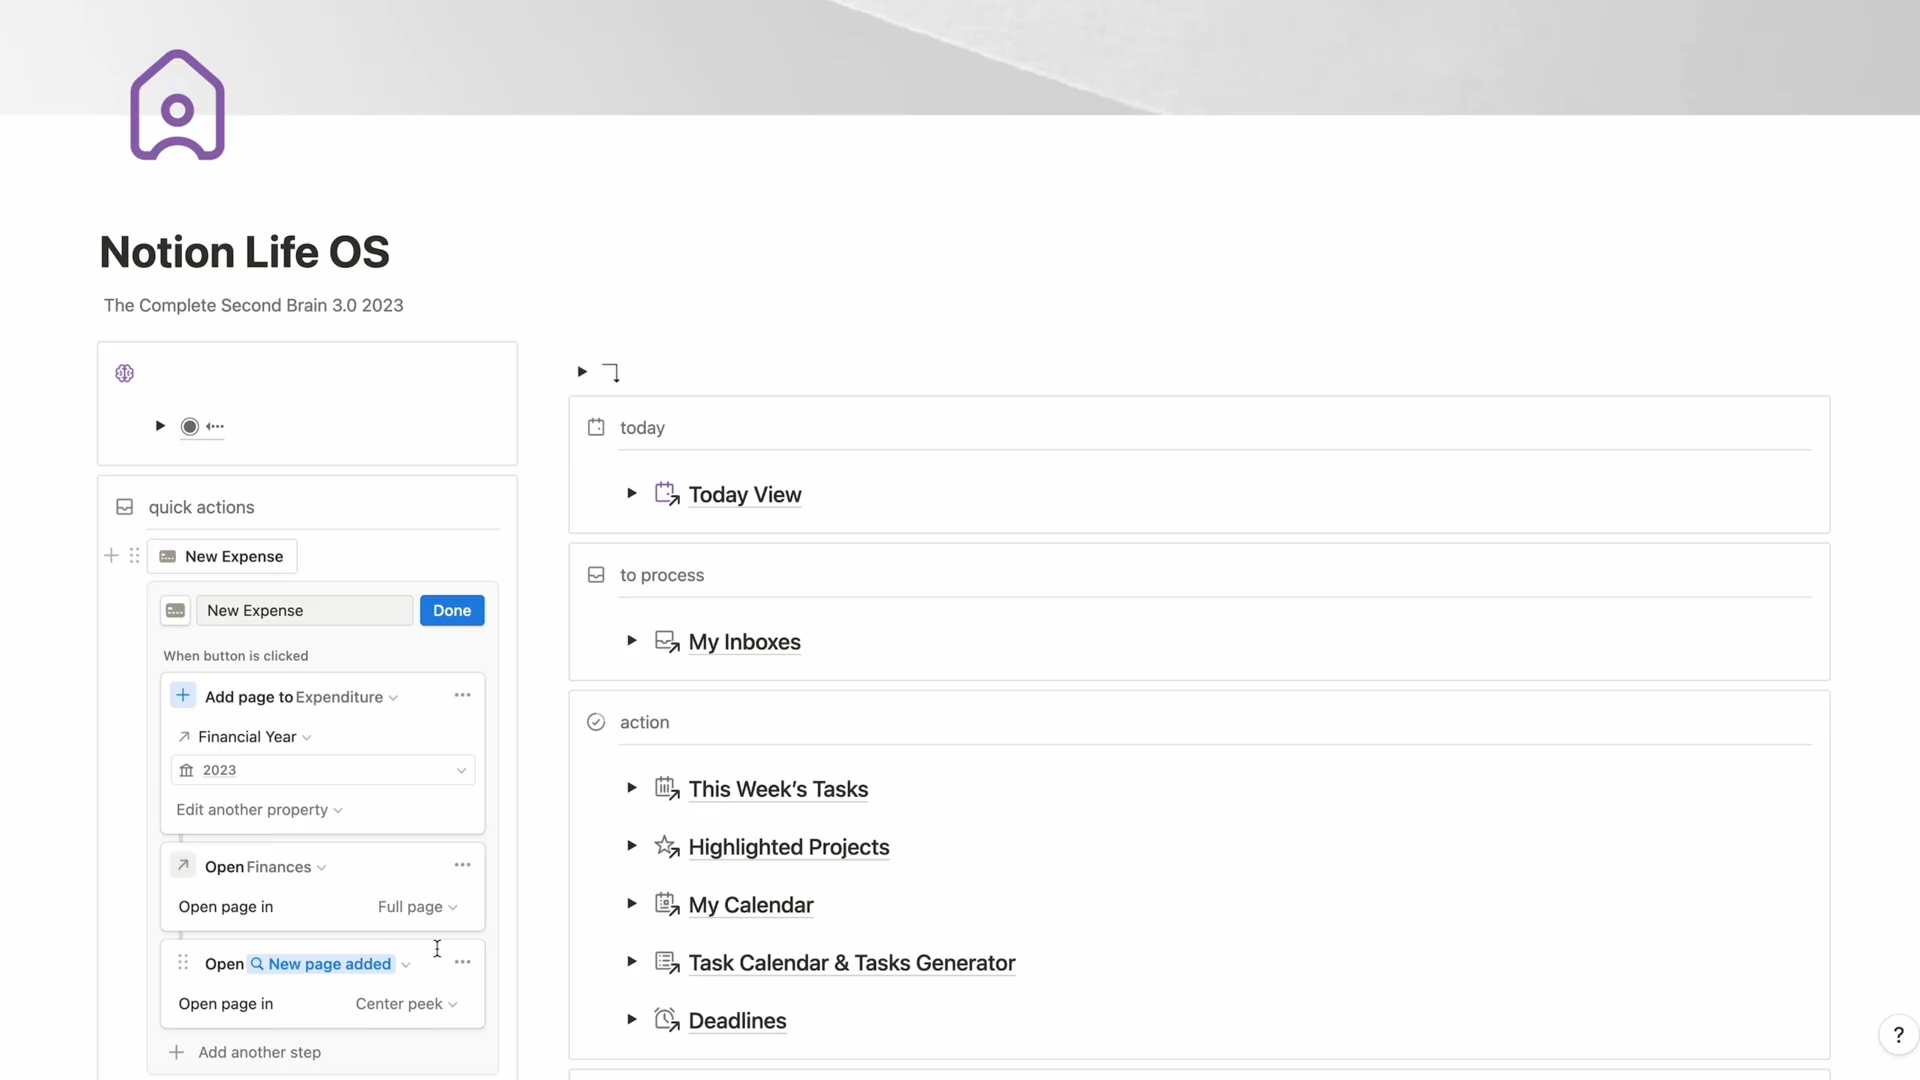 Notion Life OS
The Complete Second Brain 3.0 2023
quick actions
New Expense
New Expense
Done
When button is clicked
Add page to Expenditure
Financial Year
2023
Edit another property
Open Finances
Open page in
Full page
Open New page added
Open page in
Center peek
Add another step
today
Today View
to process
My Inboxes
action
This Week's Tasks
Highlighted Projects
My Calendar
Task Calendar & Tasks Generator
Deadlines
?